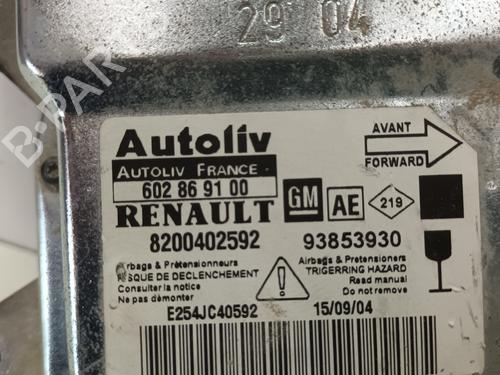 29 04
B-PARTS
Autoliv
AUTOLIV FRANCE
602 86 91 00
RENAULT
8200402592
Airbags & Prétensionneurs
RISQUE DE DECLENCHEMENT
Consulter la notice
Ne pas démonter
E254JC40592
AVANT
FORWARD
GM
AE
219
93853930
Airbags & Pretensioners
TRIGERRING HAZARD
Read manual
Do not remove
15/09/04